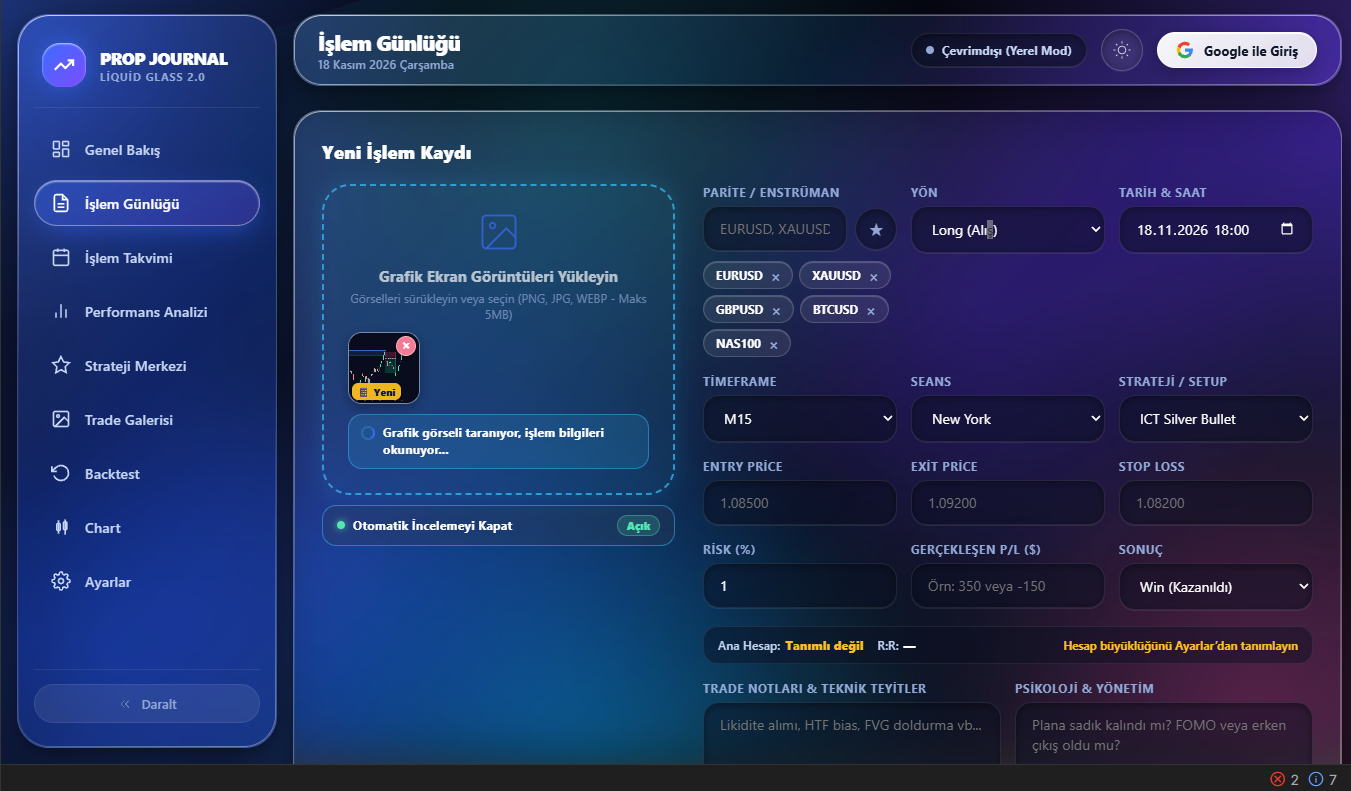 PROP JOURNAL
LİQUİD GLASS 2.0
Genel Bakış
İşlem Günlüğü
İşlem Takvimi
Performans Analizi
Strateji Merkezi
Trade Galerisi
Backtest
Chart
Ayarlar
« Daralt
İşlem Günlüğü
18 Kasım 2026 Çarşamba
Çevrimdışı (Yerel Mod)
Google ile Giriş
Yeni İşlem Kaydı
Grafik Ekran Görüntüleri Yükleyin
Görselleri sürükleyin veya seçin (PNG, JPG, WEBP - Maks
5MB)
Yeni
Grafik görseli taranıyor, işlem bilgileri
okunuyor...
Otomatik İncelemeyi Kapat
Açık
PARİTE / ENSTRÜMAN
EURUSD, XAUUSD
★
EURUSD ×
XAUUSD ×
GBPUSD ×
BTCUSD ×
NAS100 ×
YÖN
Long (Alış)
TARİH & SAAT
18.11.2026 18:00
TİMEFRAME
M15
SEANS
New York
STRATEJİ / SETUP
ICT Silver Bullet
ENTRY PRİCE
1.08500
EXİT PRİCE
1.09200
STOP LOSS
1.08200
RİSK (%)
1
GERÇEKLEŞEN P/L ($)
Örn: 350 veya -150
SONUÇ
Win (Kazanıldı)
Ana Hesap: Tanımlı değil R:R: —
Hesap büyüklüğünü Ayarlar'dan tanımlayın
TRADE NOTLARI & TEKNİK TEYİTLER
Likidite alımı, HTF bias, FVG doldurma vb...
PSİKOLOJİ & YÖNETİM
Plana sadık kalındı mı? FOMO veya erken
çıkış oldu mu?
2
7